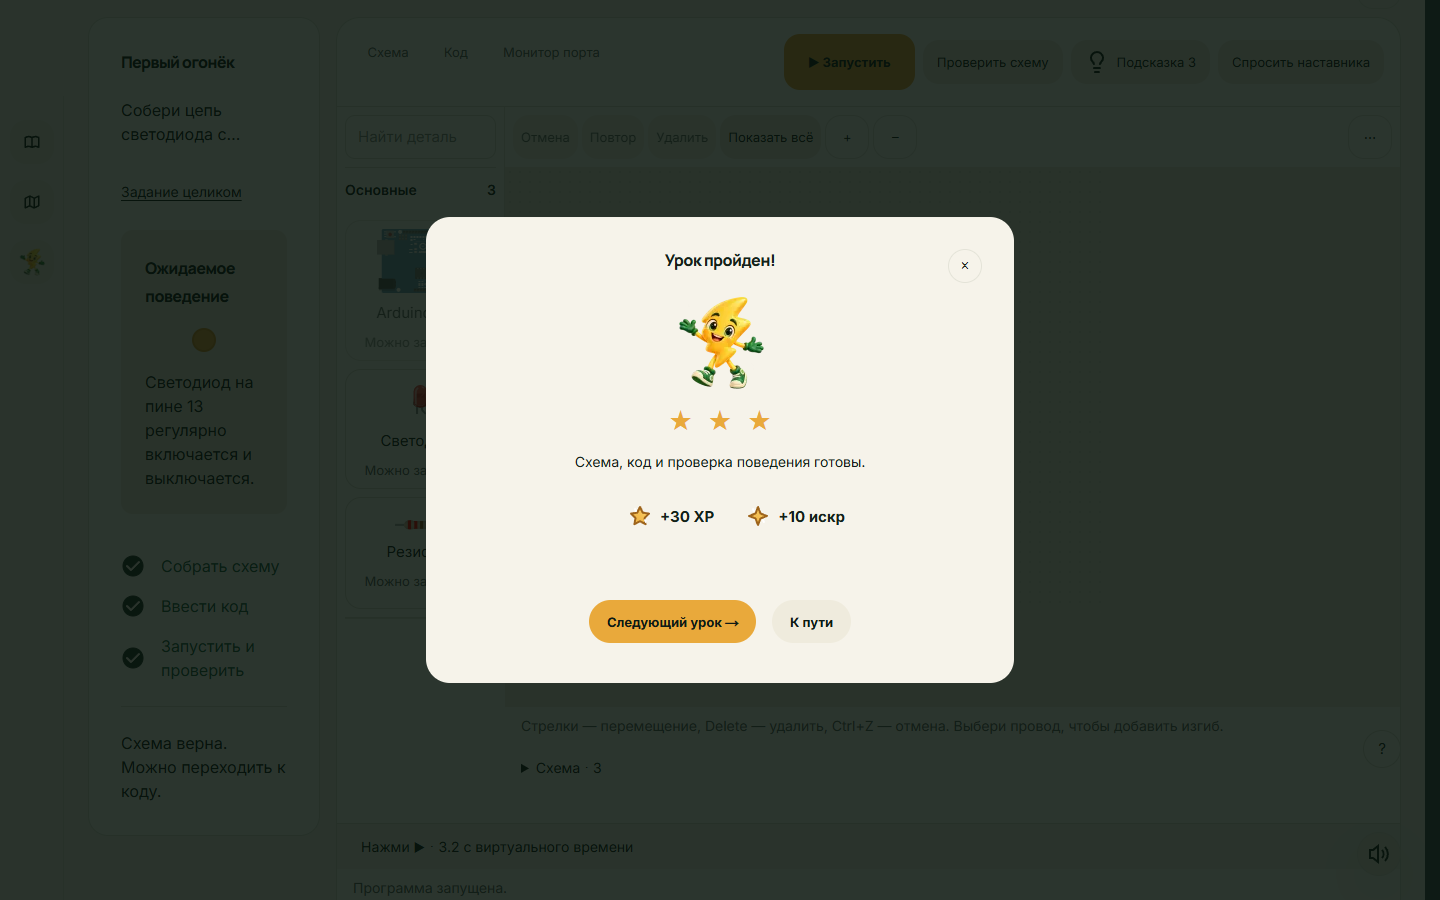 Первый огонёк
Собери цепь
светодиода с...
Задание целиком
Ожидаемое
поведение
Светодиод на
пине 13
регулярно
включается и
выключается.
Собрать схему
Ввести код
Запустить и
проверить
Схема верна.
Можно переходить к
коду.
Схема Код Монитор порта
▶ Запустить
Проверить схему
Подсказка 3
Спросить наставника
Найти деталь
Отмена Повтор Удалить Показать всё + − ...
Основные 3
Можно
Можно
Можно
Урок пройден!
×
★ ★ ★
Схема, код и проверка поведения готовы.
+30 XP +10 искр
Следующий урок →
К пути
Стрелки — перемещение, Delete — удалить, Ctrl+Z — отмена. Выбери провод, чтобы добавить изгиб.
?
▶ Схема · 3
Нажми ▶ · 3.2 с виртуального времени
Программа запущена.